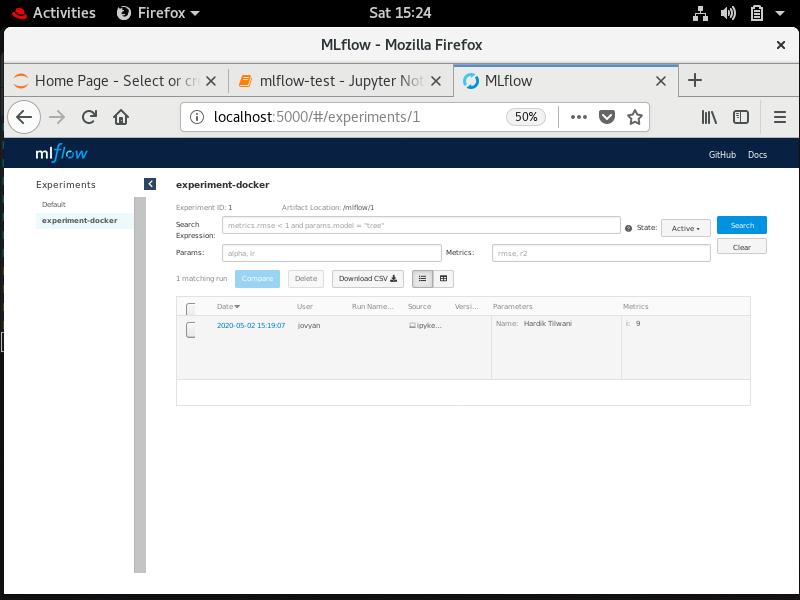 Activities Firefox Sat 15:24
MLflow - Mozilla Firefox
Home Page - Select or cr mlflow-test - Jupyter Not MLflow
localhost:5000/#/experiments/1 50%
mlflow GitHub Docs
Experiments
Default
experiment-docker
experiment-docker
Experiment ID: 1 Artifact Location: /mlflow/1
Search Expression: metrics.rmse < 1 and params.model = "tree" State: Active Search
Params: alpha, lr Metrics: rmse, r2 Clear
1 matching run Compare Delete Download CSV
Date User Run Name... Source Versi... Parameters Metrics
2020-05-02 15:19:07 jovyan ipyke... Name: Hardik Tilwani i: 9